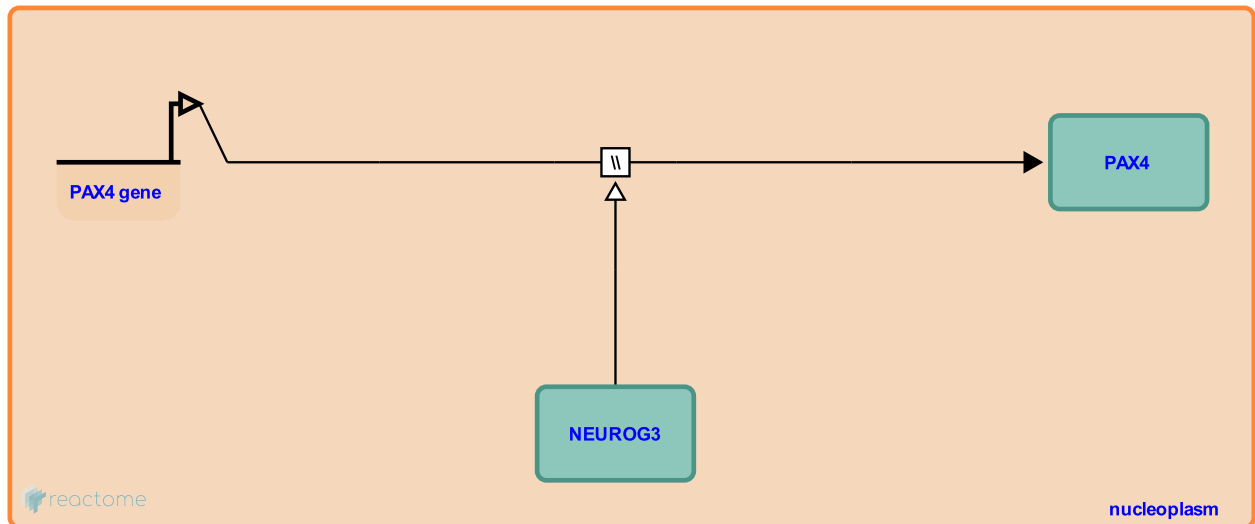 PAX4 gene
\\
PAX4
NEUROG3
reactome
nucleoplasm